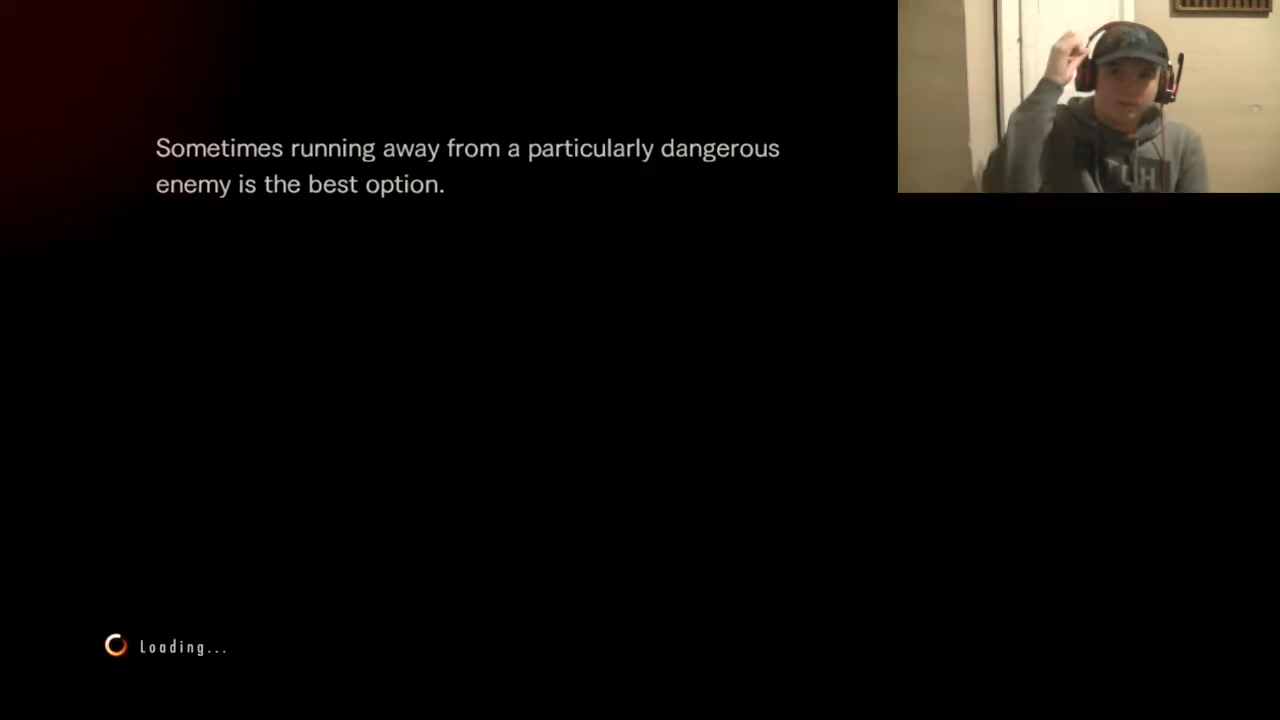 Sometimes running away from a particularly dangerous
enemy is the best option.
Loading...